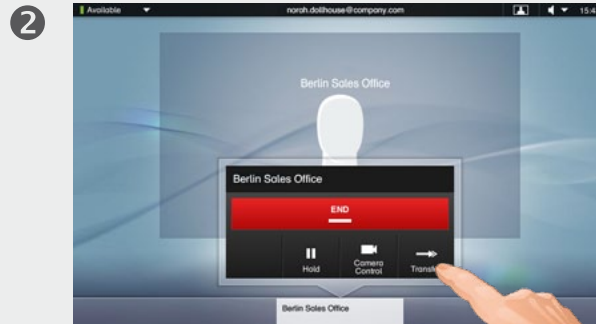 2
Available norah.dollhouse@company.com
Berlin Sales Office
Berlin Sales Office
END
Hold Camera Control
Berlin Sales Office